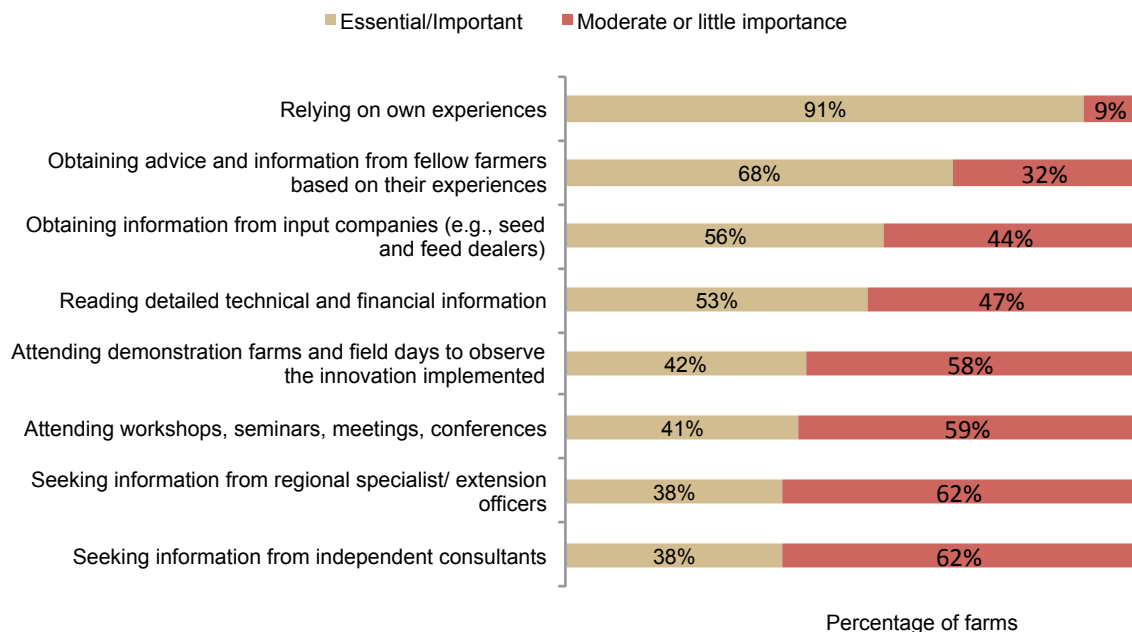 Essential/Important Moderate or little importance
Relying on own experiences 91% 9%
Obtaining advice and information from fellow farmers
based on their experiences 68% 32%
Obtaining information from input companies (e.g., seed
and feed dealers) 56% 44%
Reading detailed technical and financial information 53% 47%
Attending demonstration farms and field days to observe
the innovation implemented 42% 58%
Attending workshops, seminars, meetings, conferences 41% 59%
Seeking information from regional specialist/ extension
officers 38% 62%
Seeking information from independent consultants 38% 62%
Percentage of farms